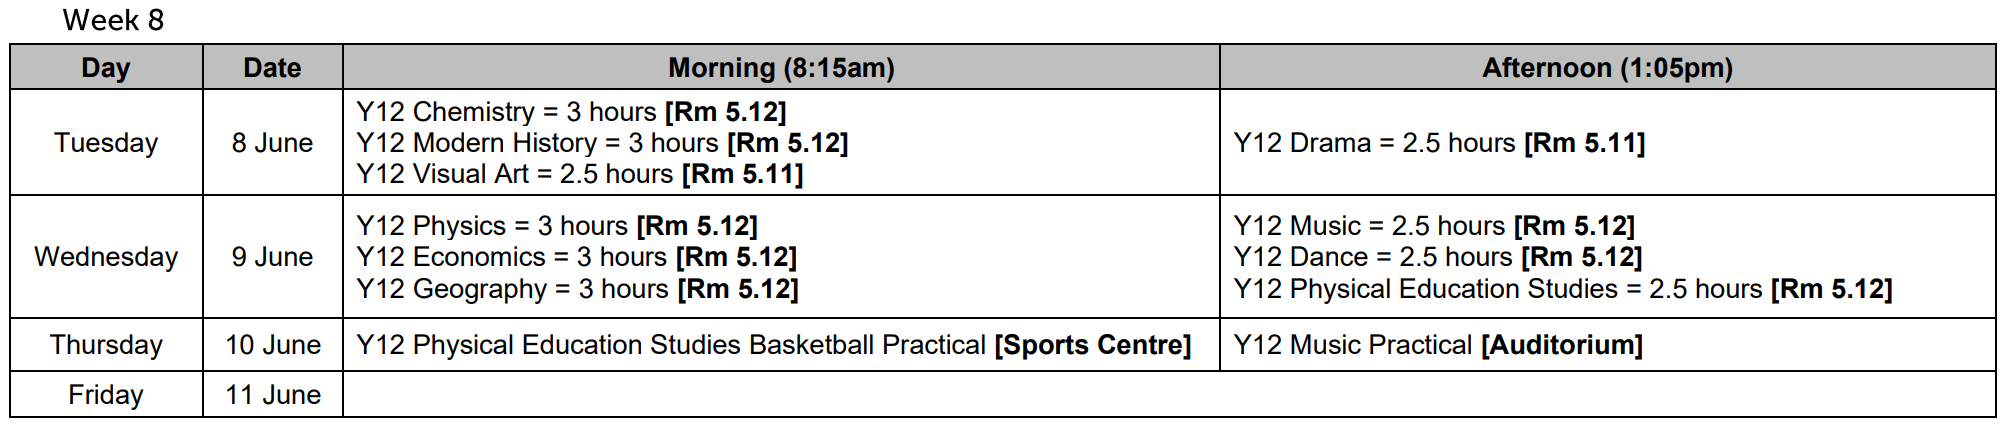 Week 8
Day Date Morning (8:15am) Afternoon (1:05pm)
Tuesday 8 June
Y12 Chemistry = 3 hours [Rm 5.12]
Y12 Modern History = 3 hours [Rm 5.12]
Y12 Visual Art = 2.5 hours [Rm 5.11]
Y12 Drama = 2.5 hours [Rm 5.11]
Wednesday 9 June
Y12 Physics = 3 hours [Rm 5.12]
Y12 Economics = 3 hours [Rm 5.12]
Y12 Geography = 3 hours [Rm 5.12]
Y12 Music = 2.5 hours [Rm 5.12]
Y12 Dance = 2.5 hours [Rm 5.12]
Y12 Physical Education Studies = 2.5 hours [Rm 5.12]
Thursday 10 June Y12 Physical Education Studies Basketball Practical [Sports Centre] Y12 Music Practical [Auditorium]
Friday 11 June